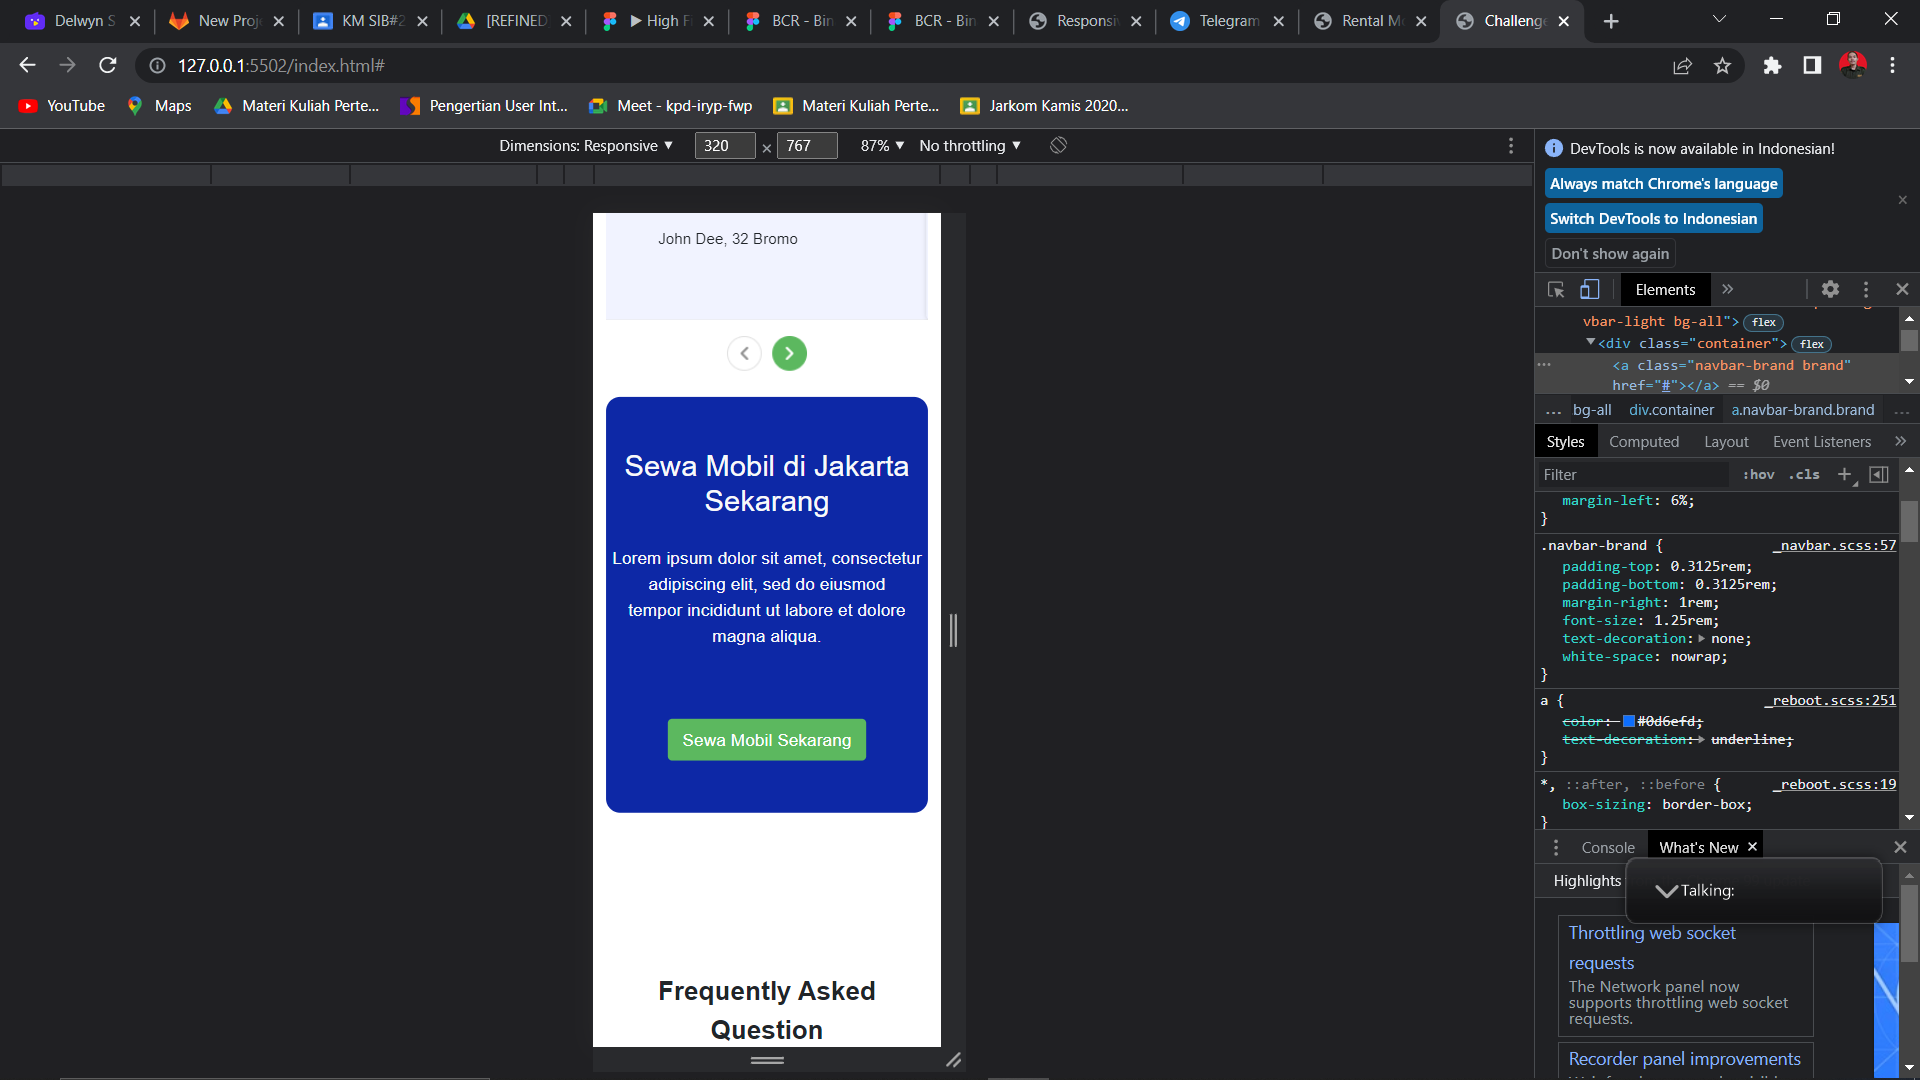 Delwyn S
New Proj
KM SIB#2
[REFINED
▶ High F
BCR - Bin
BCR - Bin
Responsiv
Telegram
Rental M
Challenge
127.0.0.1:5502/index.html#
YouTube
Maps
Materi Kuliah Perte...
Pengertian User Int...
Meet - kpd-iryp-fwp
Materi Kuliah Perte...
Jarkom Kamis 2020...
Dimensions: Responsive ▼ 320 × 767 87% ▼ No throttling ▼
John Dee, 32 Bromo
Sewa Mobil di Jakarta
Sekarang
Lorem ipsum dolor sit amet, consectetur
adipiscing elit, sed do eiusmod
tempor incididunt ut labore et dolore
magna aliqua.
Sewa Mobil Sekarang
Frequently Asked
Question
DevTools is now available in Indonesian!
Always match Chrome's language
Switch DevTools to Indonesian
Don't show again
Elements
vbar-light bg-all"> flex
▼<div class="container"> flex
<a class="navbar-brand brand"
href="#"></a> == $0
... bg-all div.container a.navbar-brand.brand ...
Styles Computed Layout Event Listeners
Filter :hov .cls
margin-left: 6%;
}
.navbar-brand { _navbar.scss:57
padding-top: 0.3125rem;
padding-bottom: 0.3125rem;
margin-right: 1rem;
font-size: 1.25rem;
text-decoration: none;
white-space: nowrap;
}
a { _reboot.scss:251
color: #0d6efd;
text-decoration: underline;
}
*, ::after, ::before { _reboot.scss:19
box-sizing: border-box;
}
Console What's New
Highlights
Talking:
Throttling web socket
requests
The Network panel now
supports throttling web socket
requests.
Recorder panel improvements